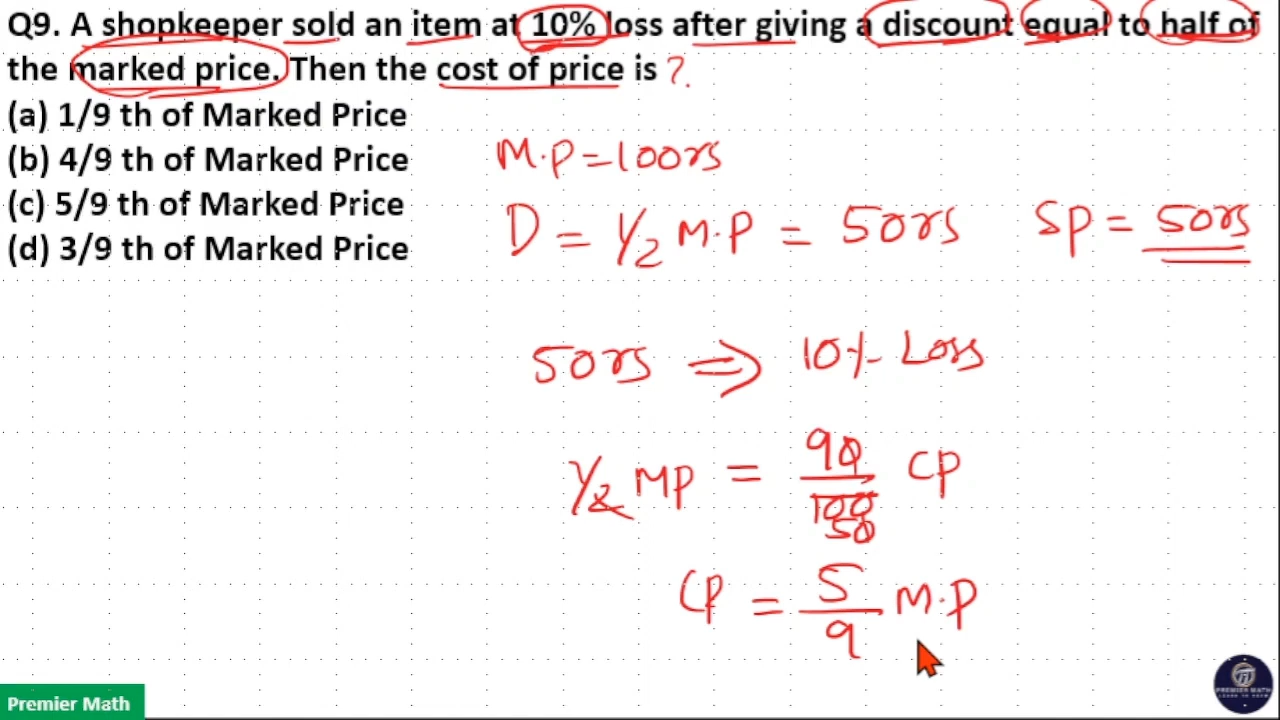 Q9. A shopkeeper sold an item at 10% loss after giving a discount equal to half of
the marked price. Then the cost of price is ?
(a) 1/9 th of Marked Price
(b) 4/9 th of Marked Price
(c) 5/9 th of Marked Price
(d) 3/9 th of Marked Price
M.P = 100rs
D = 1/2 M.P = 50rs SP = 50rs
50rs ⇒ 10% Loss
1/2 MP = 90/100 CP
50
CP = 5/9 M.P
Premier Math
PREMIER MATH